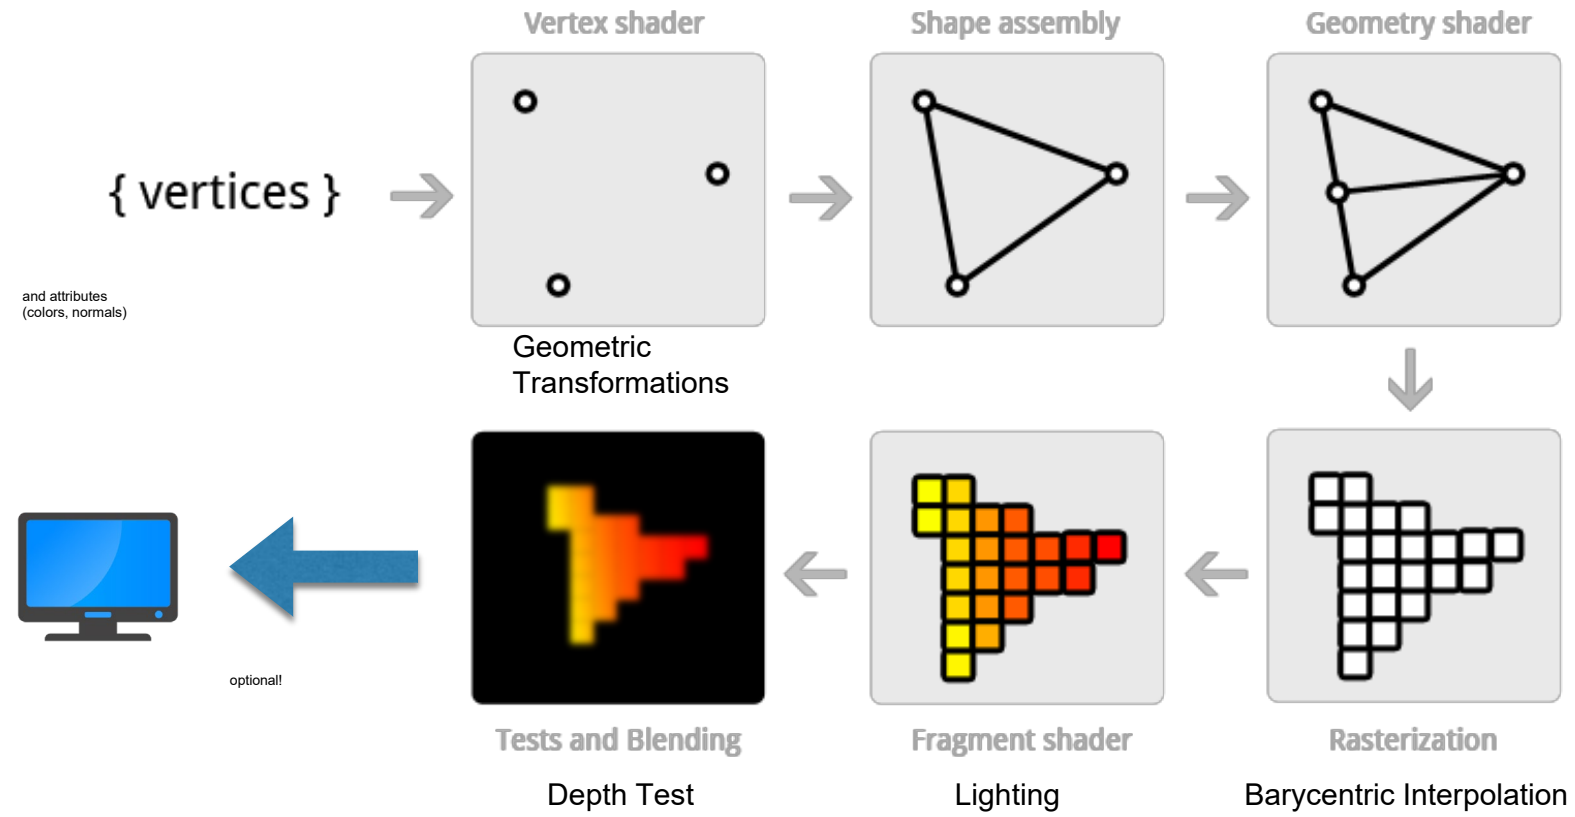 Vertex shader
Shape assembly
Geometry shader
{ vertices }
and attributes
(colors, normals)
Geometric
Transformations
optional!
Tests and Blending
Fragment shader
Rasterization
Depth Test
Lighting
Barycentric Interpolation